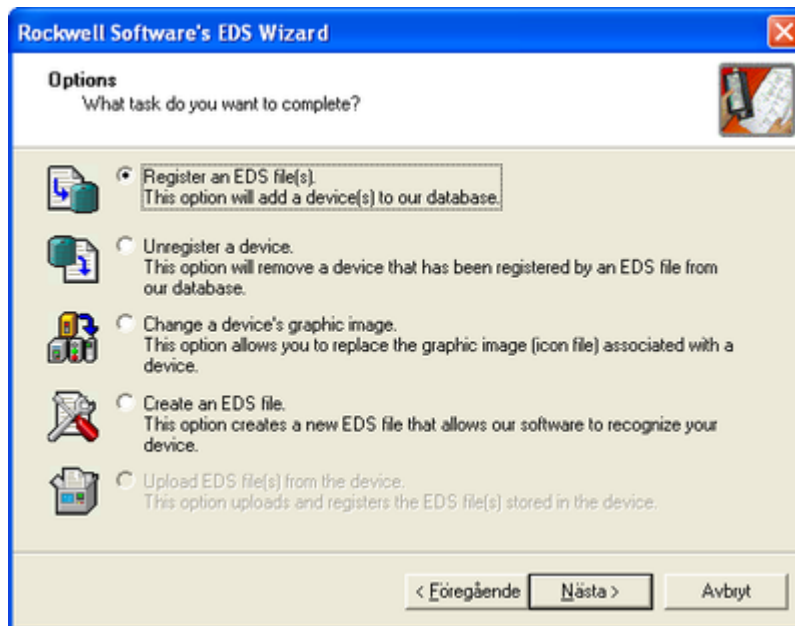 Rockwell Software's EDS Wizard
Options
What task do you want to complete?
Register an EDS file(s).
This option will add a device(s) to our database.
Unregister a device.
This option will remove a device that has been registered by an EDS file from
our database.
Change a device's graphic image.
This option allows you to replace the graphic image (icon file) associated with a
device.
Create an EDS file.
This option creates a new EDS file that allows our software to recognize your
device.
Upload EDS file(s) from the device.
This option uploads and registers the EDS file(s) stored in the device.
< Föregående Nästa > Avbryt